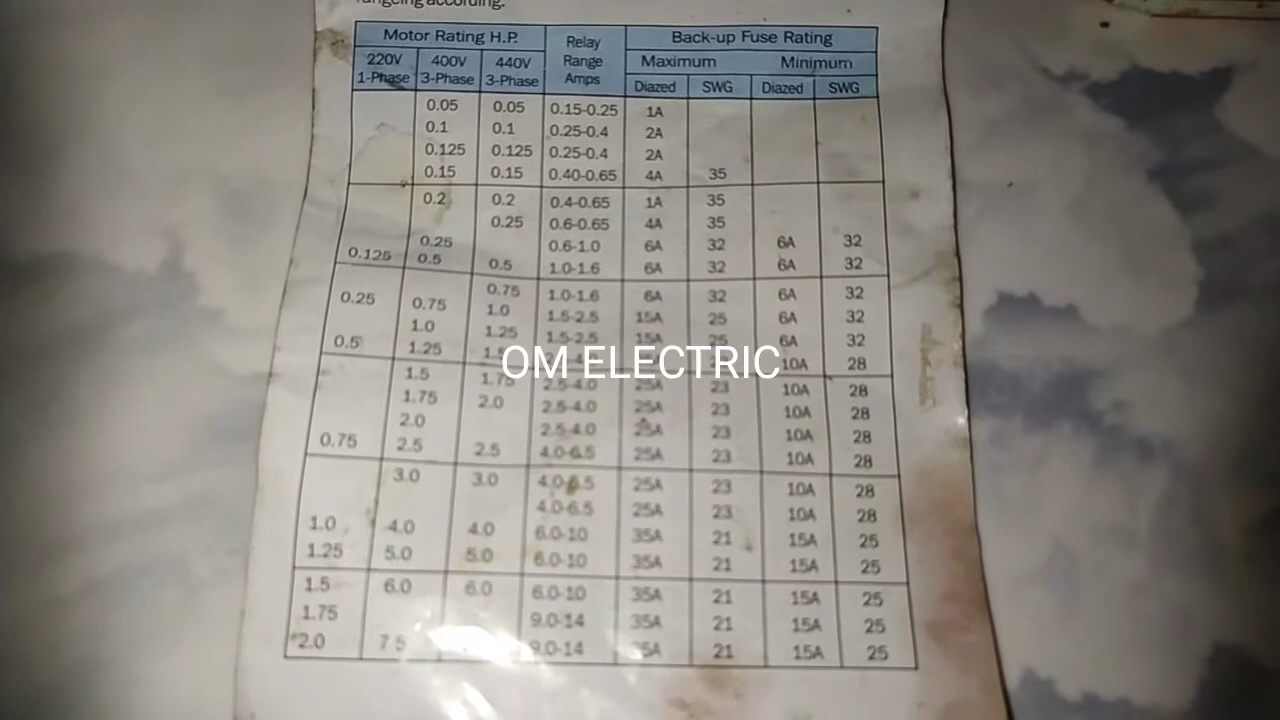 rangeing according.
Motor Rating H.P. Relay Range Amps Back-up Fuse Rating
220V 1-Phase 400V 3-Phase 440V 3-Phase Maximum Minimum
Diazed SWG Diazed SWG
0.05 0.05 0.15-0.25 1A
0.1 0.1 0.25-0.4 2A
0.125 0.125 0.25-0.4 2A
0.15 0.15 0.40-0.65 4A 35
0.2 0.2 0.4-0.65 1A 35
0.25 0.6-0.65 4A 35
0.25 0.6-1.0 6A 32 6A 32
0.125 0.5 0.5 1.0-1.6 6A 32 6A 32
0.25 0.75 0.75 1.0-1.6 6A 32 6A 32
1.0 1.0 1.5-2.5 15A 25 6A 32
0.5 1.25 1.25 1.5-2.5 15A 25 6A 32
OM ELECTRIC 10A 28
1.5 1.75 2.5-4.0 25A 23 10A 28
1.75 2.0 2.5-4.0 25A 23 10A 28
2.0 2.5-4.0 25A 23 10A 28
0.75 2.5 2.5 4.0-6.5 25A 23 10A 28
3.0 3.0 4.0-6.5 25A 23 10A 28
4.0-6.5 25A 23 10A 28
1.0 4.0 4.0 6.0-10 35A 21 15A 25
1.25 5.0 5.0 6.0-10 35A 21 15A 25
1.5 6.0 6.0 6.0-10 35A 21 15A 25
1.75 9.0-14 35A 21 15A 25
*2.0 7.5 9.0-14 35A 21 15A 25